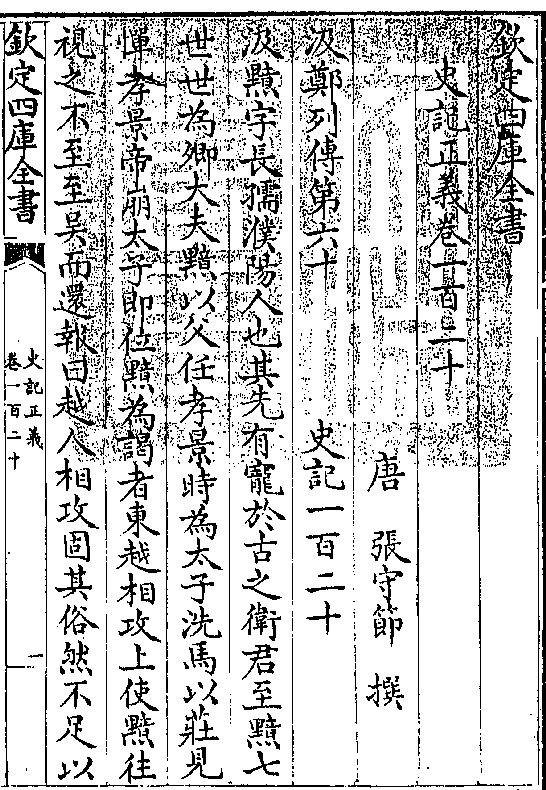 欽定四庫全書
史記正義卷一百二十
唐 張守節 撰
汲鄭列傳第六十 史記一百二十
汲黯字長孺濮陽人也其先有寵於古之衛君至黯七
世世為卿大夫黯以父任孝景時為太子洗馬以莊見
憚孝景帝崩太子即位黯為謁者東越相攻上使黯往
視之不至至吳而還報曰越人相攻固其俗然不足以
欽定四庫全書
史記正義
卷一百二十
一